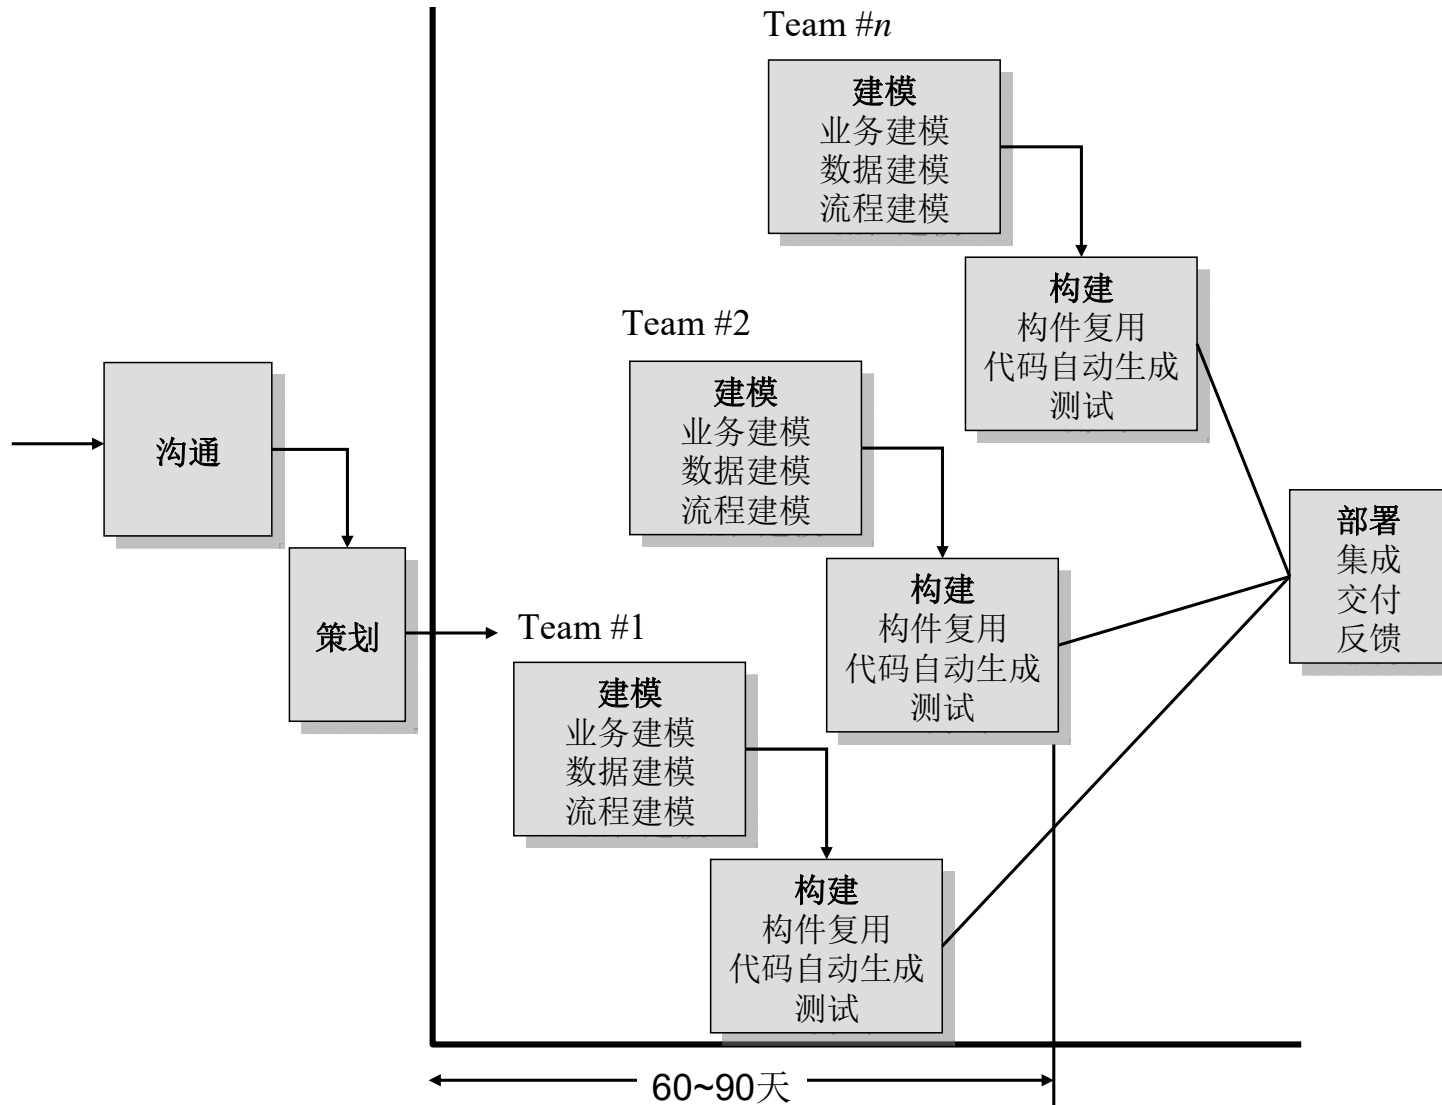 Team #n
建模
业务建模
数据建模
流程建模
构建
构件复用
代码自动生成
测试
Team #2
建模
业务建模
数据建模
流程建模
构建
构件复用
代码自动生成
测试
沟通
策划
Team #1
建模
业务建模
数据建模
流程建模
构建
构件复用
代码自动生成
测试
部署
集成
交付
反馈
60~90天